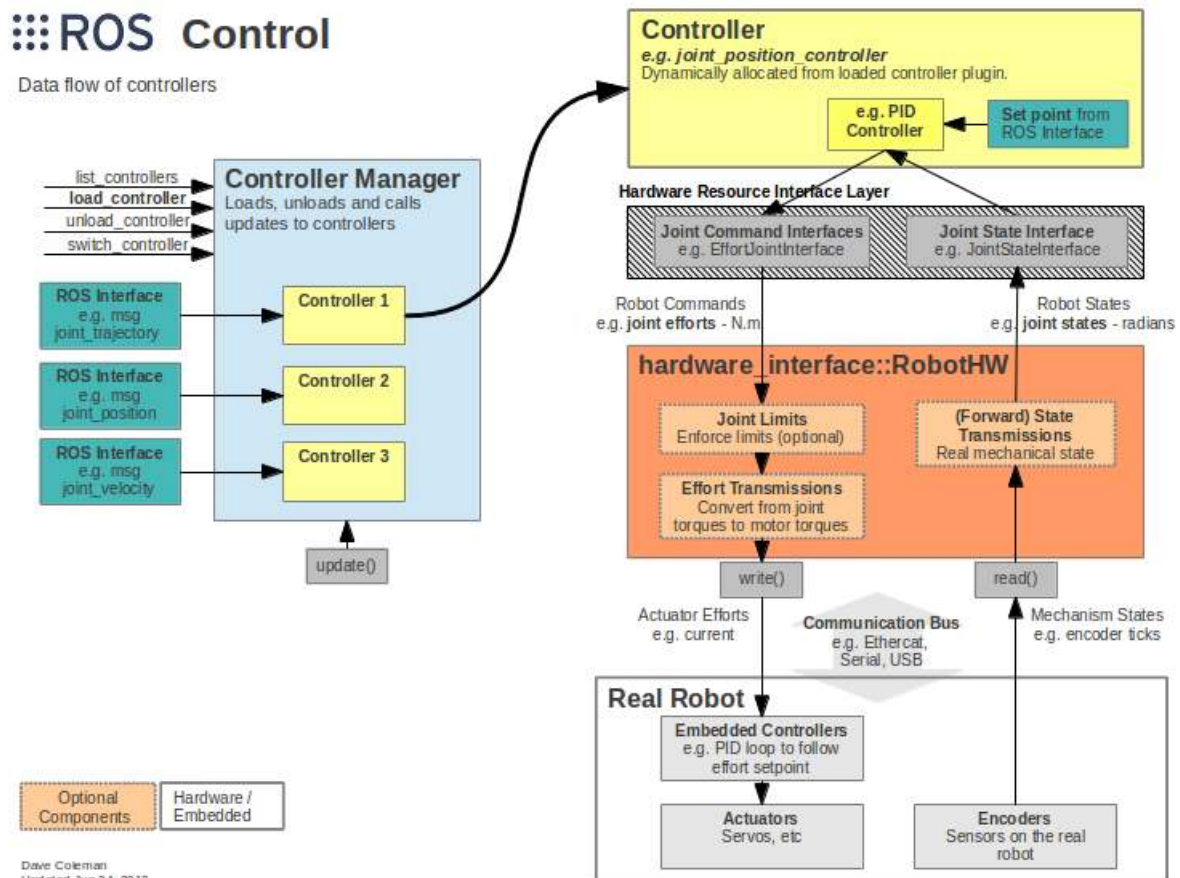 ROS Control
Data flow of controllers
list_controllers
load_controller
unload_controller
switch_controller
Controller Manager
Loads, unloads and calls
updates to controllers
ROS Interface
e.g. msg
joint_trajectory
Controller 1
ROS Interface
e.g. msg
joint_position
Controller 2
ROS Interface
e.g. msg
joint_velocity
Controller 3
update()
Controller
e.g. joint_position_controller
Dynamically allocated from loaded controller plugin.
e.g. PID
Controller
Set point from
ROS Interface
Hardware Resource Interface Layer
Joint Command Interfaces
e.g. EffortJointInterface
Joint State Interface
e.g. JointStateInterface
Robot Commands
e.g. joint efforts - N.m
Robot States
e.g. joint states - radians
hardware_interface::RobotHW
Joint Limits
Enforce limits (optional)
(Forward) State
Transmissions
Real mechanical state
Effort Transmissions
Convert from joint
torques to motor torques
write()
read()
Actuator Efforts
e.g. current
Communication Bus
e.g. Ethercat,
Serial, USB
Mechanism States
e.g. encoder ticks
Real Robot
Embedded Controllers
e.g. PID loop to follow
effort setpoint
Actuators
Servos, etc
Encoders
Sensors on the real
robot
Optional
Components
Hardware /
Embedded
Dave Coleman